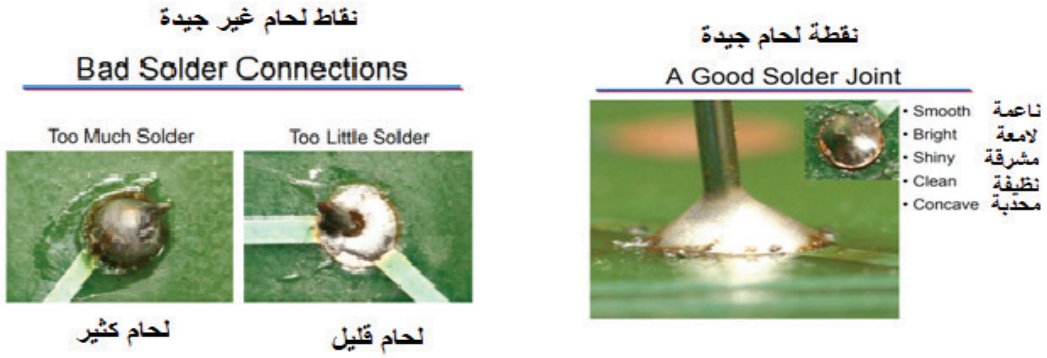 نقاط لحام غير جيدة
Bad Solder Connections
Too Much Solder
Too Little Solder
لحام كثير
لحام قليل
نقطة لحام جيدة
A Good Solder Joint
• Smooth ناعمة
• Bright لامعة
• Shiny مشرقة
• Clean نظيفة
• Concave محدبة